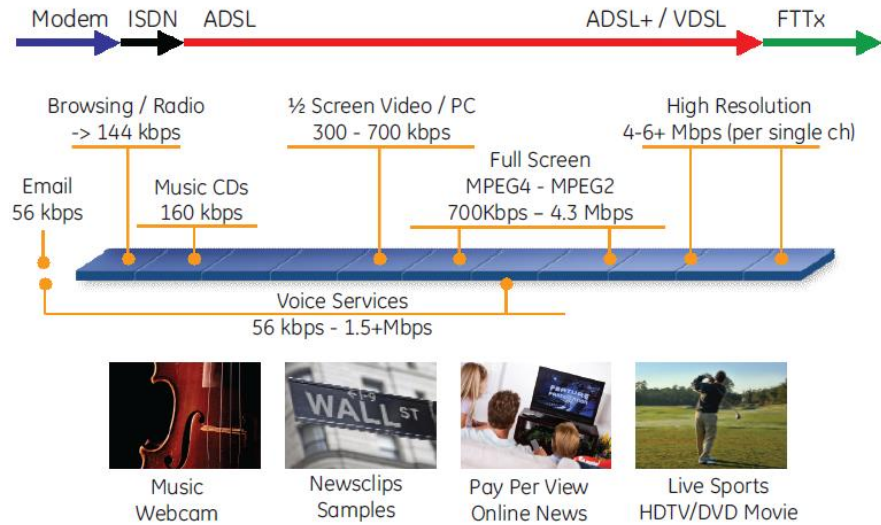 Modem ISDN ADSL ADSL+ / VDSL FTTx
Browsing / Radio
-> 144 kbps
½ Screen Video / PC
300 - 700 kbps
High Resolution
4-6+ Mbps (per single ch)
Email
56 kbps
Music CDs
160 kbps
Full Screen
MPEG4 - MPEG2
700Kbps – 4.3 Mbps
Voice Services
56 kbps - 1.5+Mbps
WALL ST
FEATURE
Music
Webcam
Newsclips
Samples
Pay Per View
Online News
Live Sports
HDTV/DVD Movie